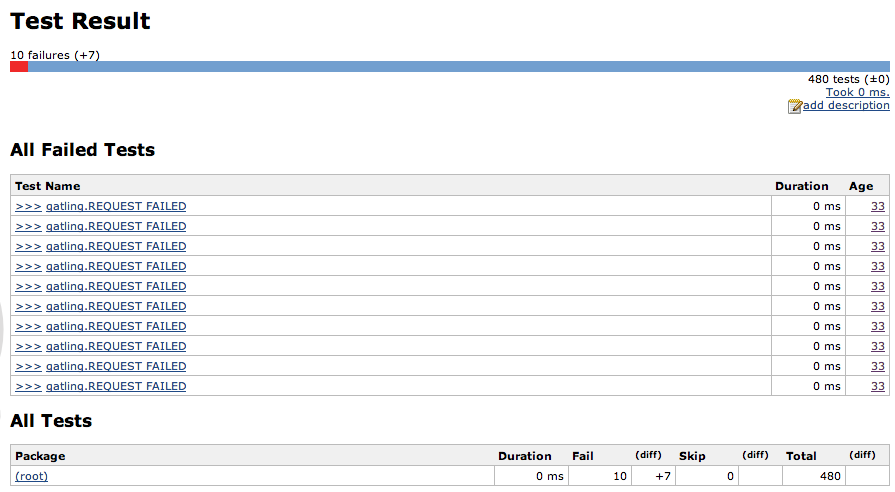 Test Result
10 failures (+7)
480 tests (±0)
Took 0 ms.
add description
All Failed Tests
Test Name Duration Age
>>> gatling.REQUEST FAILED 0 ms 33
>>> gatling.REQUEST FAILED 0 ms 33
>>> gatling.REQUEST FAILED 0 ms 33
>>> gatling.REQUEST FAILED 0 ms 33
>>> gatling.REQUEST FAILED 0 ms 33
>>> gatling.REQUEST FAILED 0 ms 33
>>> gatling.REQUEST FAILED 0 ms 33
>>> gatling.REQUEST FAILED 0 ms 33
>>> gatling.REQUEST FAILED 0 ms 33
>>> gatling.REQUEST FAILED 0 ms 33
All Tests
Package Duration Fail (diff) Skip (diff) Total (diff)
(root) 0 ms 10 +7 0 480